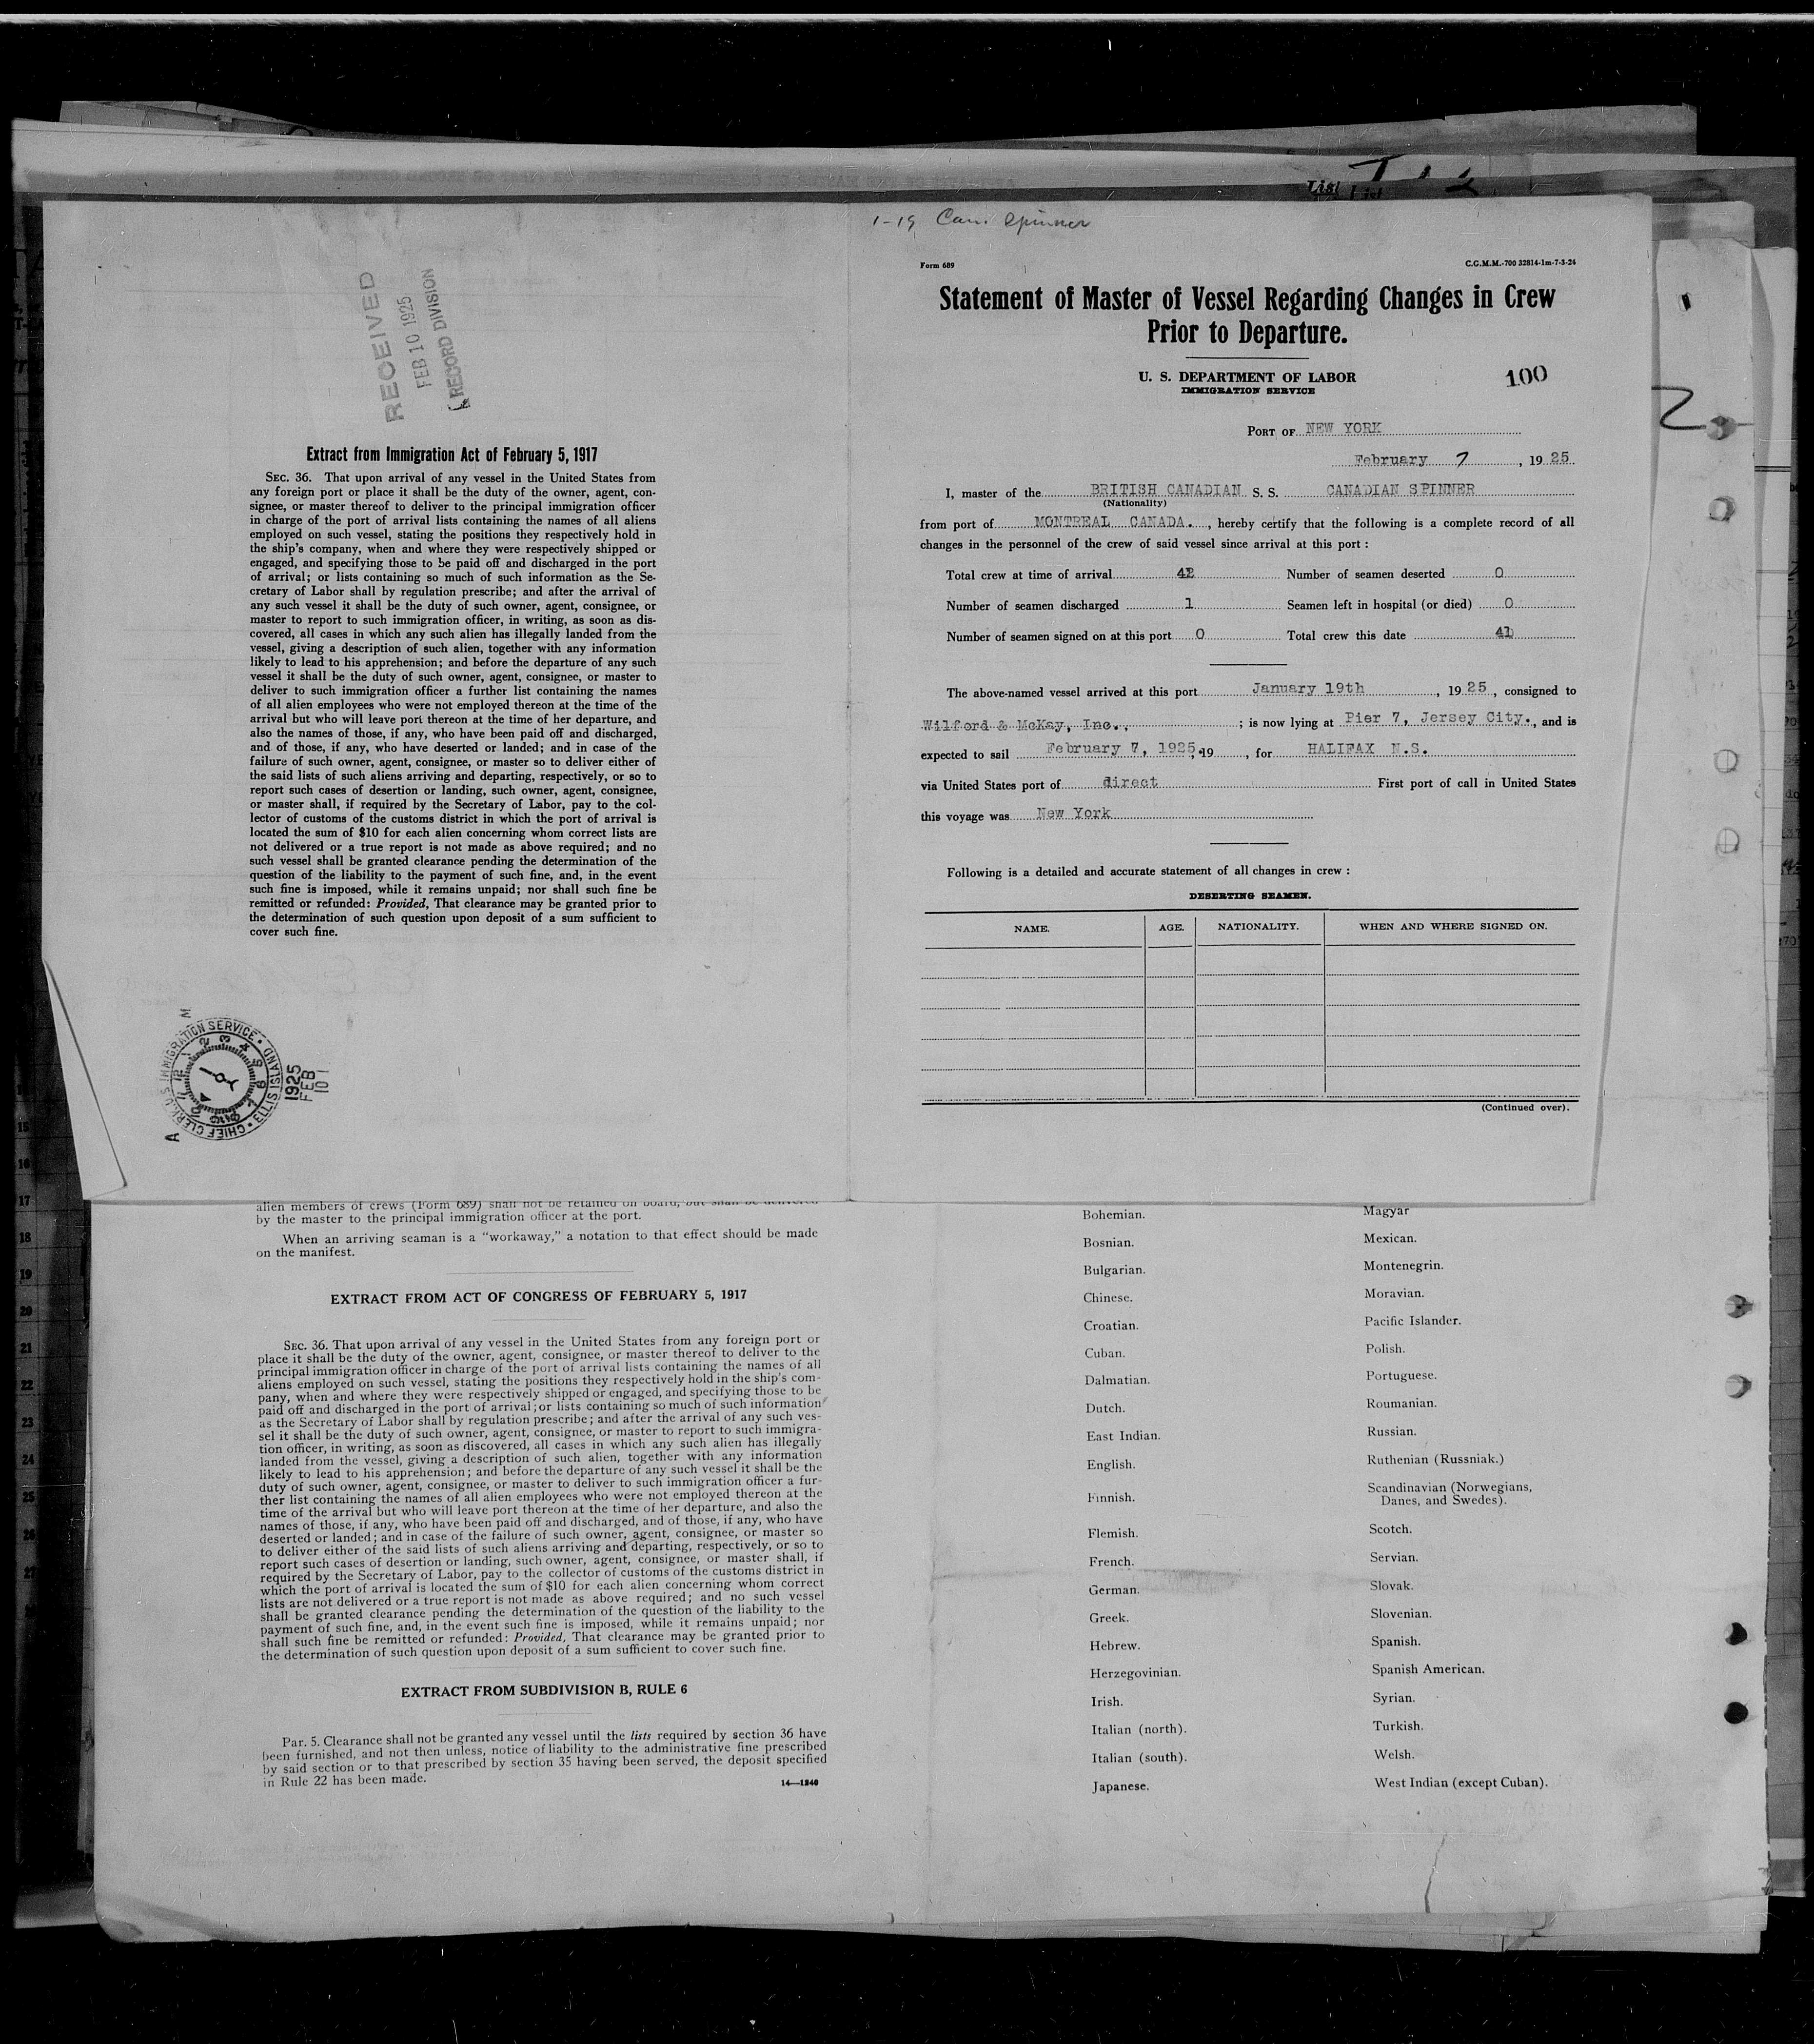 1-19 Can. Spinner
RECEIVED
FEB 10 1925
RECORD DIVISION
Extract from Immigration Act of February 5, 1917
SEC. 36. That upon arrival of any vessel in the United States from
any foreign port or place it shall be the duty of the owner, agent, con-
signee, or master thereof to deliver to the principal immigration officer
in charge of the port of arrival lists containing the names of all aliens
employed on such vessel, stating the positions they respectively hold in
the ship's company, when and where they were respectively shipped or
engaged, and specifying those to be paid off and discharged in the port
of arrival; or lists containing so much of such information as the Se-
cretary of Labor shall by regulation prescribe; and after the arrival of
any such vessel it shall be the duty of such owner, agent, consignee, or
master to report to such immigration officer, in writing, as soon as dis-
covered, all cases in which any such alien has illegally landed from the
vessel, giving a description of such alien, together with any information
likely to lead to his apprehension; and before the departure of any such
vessel it shall be the duty of such owner, agent, consignee, or master to
deliver to such immigration officer a further list containing the names
of all alien employees who were not employed thereon at the time of the
arrival but who will leave port thereon at the time of her departure, and
also the names of those, if any, who have been paid off and discharged,
and of those, if any, who have deserted or landed; and in case of the
failure of such owner, agent, consignee, or master so to deliver either of
the said lists of such aliens arriving and departing, respectively, or so to
report such cases of desertion or landing, such owner, agent, consignee,
or master shall, if required by the Secretary of Labor, pay to the col-
lector of customs of the customs district in which the port of arrival is
located the sum of $10 for each alien concerning whom correct lists are
not delivered or a true report is not made as above required; and no
such vessel shall be granted clearance pending the determination of the
question of the liability to the payment of such fine, and, in the event
such fine is imposed, while it remains unpaid; nor shall such fine be
remitted or refunded: Provided, That clearance may be granted prior to
the determination of such question upon deposit of a sum sufficient to
cover such fine.
CHIEF CLERK, U.S. IMMIGRATION SERVICE • ELLIS ISLAND •
1925
FEB
10
Form 689 C.G.M.M.-700 32814-1m-7-3-24
Statement of Master of Vessel Regarding Changes in Crew
Prior to Departure.
U. S. DEPARTMENT OF LABOR
IMMIGRATION SERVICE
100
PORT OF NEW YORK
February 7, 1925
I, master of the BRITISH CANADIAN S. S. CANADIAN SPINNER
(Nationality)
from port of MONTREAL CANADA., hereby certify that the following is a complete record of all
changes in the personnel of the crew of said vessel since arrival at this port :
Total crew at time of arrival 42 Number of seamen deserted 0
Number of seamen discharged 1 Seamen left in hospital (or died) 0
Number of seamen signed on at this port 0 Total crew this date 41
The above-named vessel arrived at this port January 19th, 1925, consigned to
Wilford & McKay, Inc., ; is now lying at Pier 7, Jersey City., and is
expected to sail February 7, 1925, 19 , for HALIFAX N.S.
via United States port of direct First port of call in United States
this voyage was New York
Following is a detailed and accurate statement of all changes in crew :
DESERTING SEAMEN.
NAME. AGE. NATIONALITY. WHEN AND WHERE SIGNED ON.
(Continued over).
alien members of crews (Form 689) shall not be retained on board, but shall be delivered
by the master to the principal immigration officer at the port.
When an arriving seaman is a "workaway," a notation to that effect should be made
on the manifest.
EXTRACT FROM ACT OF CONGRESS OF FEBRUARY 5, 1917
SEC. 36. That upon arrival of any vessel in the United States from any foreign port or
place it shall be the duty of the owner, agent, consignee, or master thereof to deliver to the
principal immigration officer in charge of the port of arrival lists containing the names of all
aliens employed on such vessel, stating the positions they respectively hold in the ship's com-
pany, when and where they were respectively shipped or engaged, and specifying those to be
paid off and discharged in the port of arrival; or lists containing so much of such information
as the Secretary of Labor shall by regulation prescribe; and after the arrival of any such ves-
sel it shall be the duty of such owner, agent, consignee, or master to report to such immigra-
tion officer, in writing, as soon as discovered, all cases in which any such alien has illegally
landed from the vessel, giving a description of such alien, together with any information
likely to lead to his apprehension; and before the departure of any such vessel it shall be the
duty of such owner, agent, consignee, or master to deliver to such immigration officer a fur-
ther list containing the names of all alien employees who were not employed thereon at the
time of the arrival but who will leave port thereon at the time of her departure, and also the
names of those, if any, who have been paid off and discharged, and of those, if any, who have
deserted or landed; and in case of the failure of such owner, agent, consignee, or master so
to deliver either of the said lists of such aliens arriving and departing, respectively, or so to
report such cases of desertion or landing, such owner, agent, consignee, or master shall, if
required by the Secretary of Labor, pay to the collector of customs of the customs district in
which the port of arrival is located the sum of $10 for each alien concerning whom correct
lists are not delivered or a true report is not made as above required; and no such vessel
shall be granted clearance pending the determination of the question of the liability to the
payment of such fine, and, in the event such fine is imposed, while it remains unpaid; nor
shall such fine be remitted or refunded: Provided, That clearance may be granted prior to
the determination of such question upon deposit of a sum sufficient to cover such fine.
EXTRACT FROM SUBDIVISION B, RULE 6
Par. 5. Clearance shall not be granted any vessel until the lists required by section 36 have
been furnished, and not then unless, notice of liability to the administrative fine prescribed
by said section or to that prescribed by section 35 having been served, the deposit specified
in Rule 22 has been made.
14—1240
Bohemian. Magyar
Bosnian. Mexican.
Bulgarian. Montenegrin.
Chinese. Moravian.
Croatian. Pacific Islander.
Cuban. Polish.
Dalmatian. Portuguese.
Dutch. Roumanian.
East Indian. Russian.
English. Ruthenian (Russniak.)
Finnish. Scandinavian (Norwegians,
Danes, and Swedes).
Flemish. Scotch.
French. Servian.
German. Slovak.
Greek. Slovenian.
Hebrew. Spanish.
Herzegovinian. Spanish American.
Irish. Syrian.
Italian (north). Turkish.
Italian (south). Welsh.
Japanese. West Indian (except Cuban).